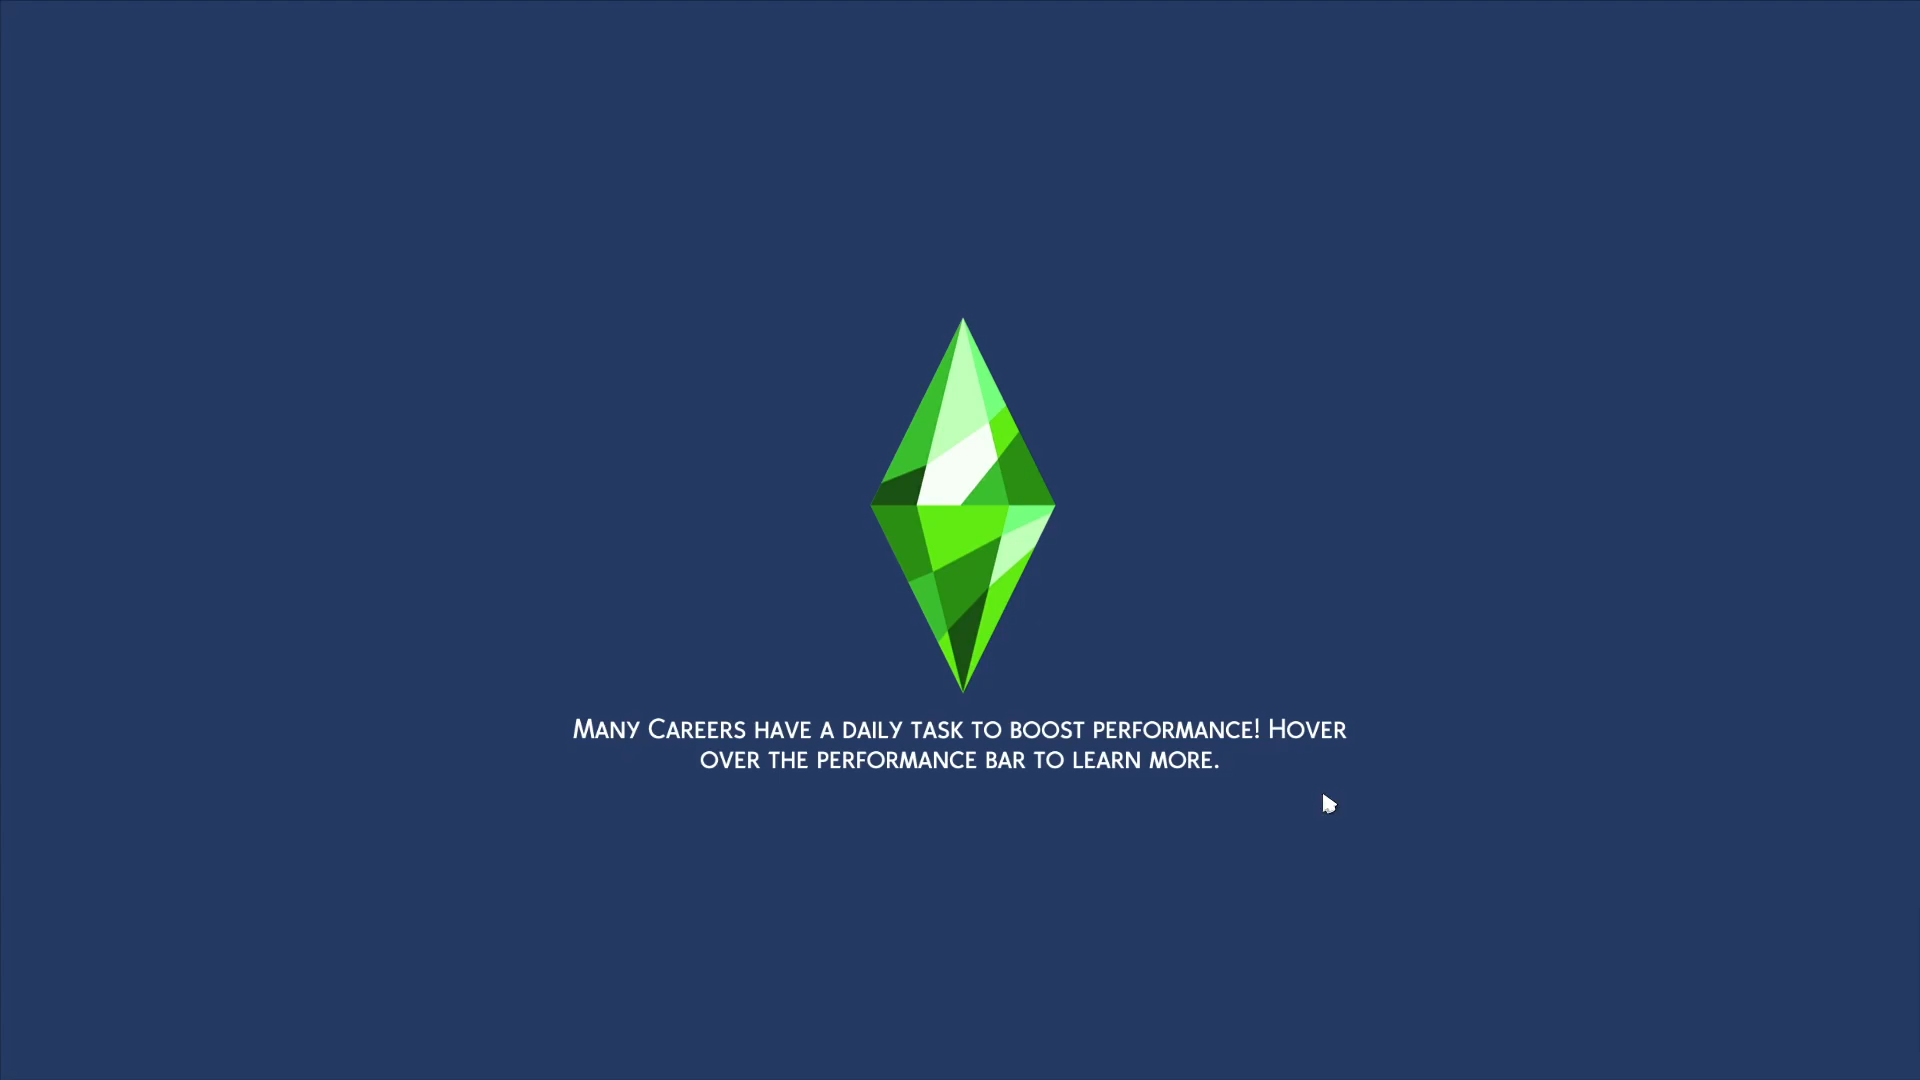 Many Careers have a daily task to boost performance! Hover
over the performance bar to learn more.